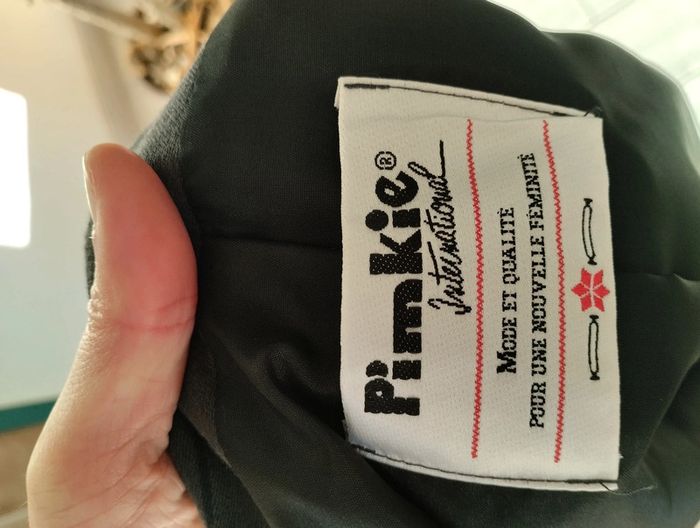 Pimkie®
International
MODE ET QUALITÉ
POUR UNE NOUVELLE FÉMINITÉ